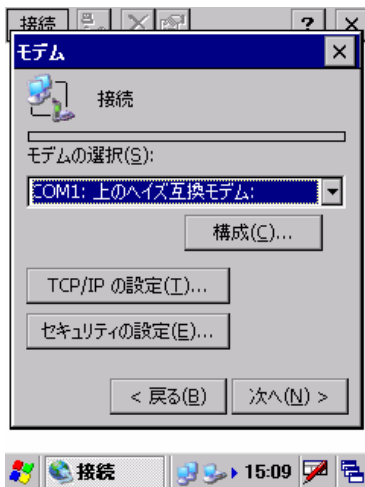 接続 ? ×
モデム ×
接続
モデムの選択(S):
COM1: 上のヘイズ互換モデム:
構成(C)...
TCP/IP の設定(T)...
セキュリティの設定(E)...
< 戻る(B) 次へ(N) >
接続 15:09